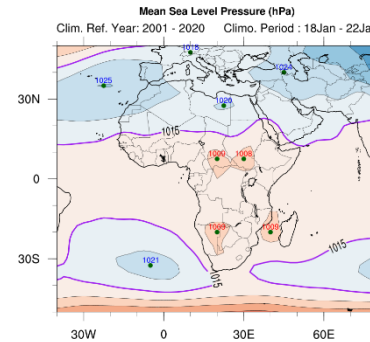 Mean Sea Level Pressure (hPa)
Clim. Ref. Year: 2001 - 2020 Climo. Period : 18Jan - 22Ja
1018
1025
1024
30N
1020
1015
1009 1008
0
1009 1009
1021
1015
30S
1015
30W 0 30E 60E